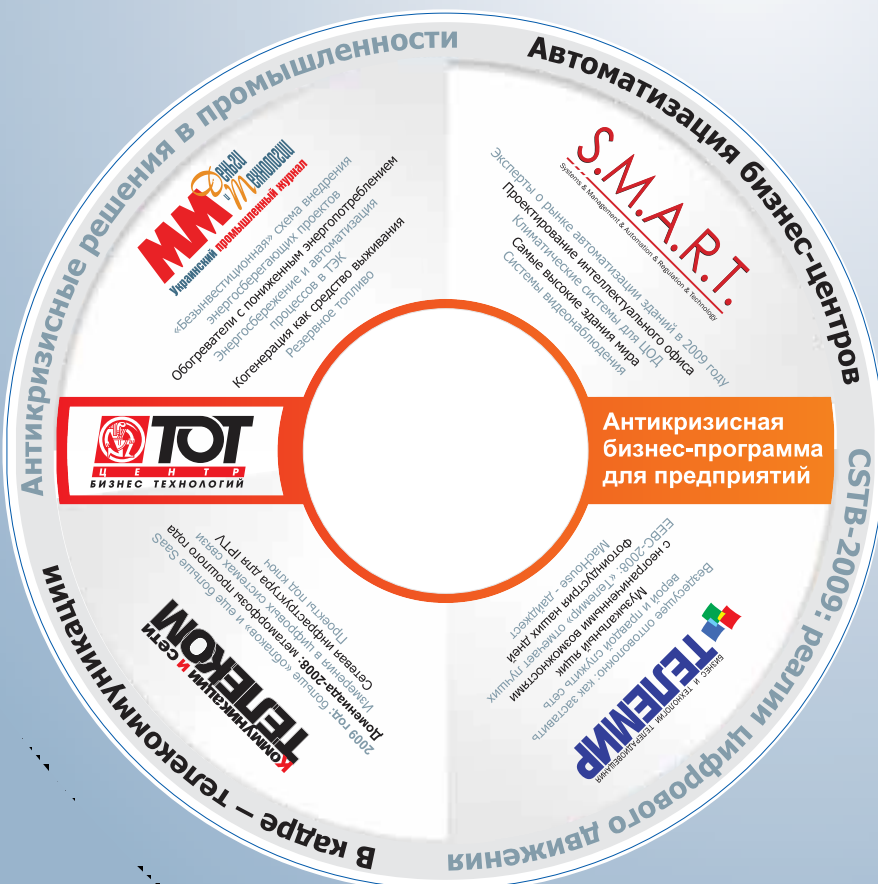 Антикризисные решения в промышленности
ММ Деньги и Технологии
Украинский промышленный журнал
«Безынвестиционная» схема внедрения
энергосберегающих проектов
Обогреватели с пониженным энергопотреблением
Энергосбережение и автоматизация
процессов в ТЭК
Когенерация как средство выживания
Резервное топливо
Автоматизация бизнес-центров
S.M.A.R.T.
Systems & Management & Automation & Regulation & Technology
Эксперты о рынке автоматизации зданий в 2009 году
Проектирование интеллектуального офиса
Климатические системы для ЦОД
Самые высокие здания мира
Системы видеонаблюдения
ТОТ
ЦЕНТР
БИЗНЕС ТЕХНОЛОГИЙ
Антикризисная
бизнес-программа
для предприятий
CSTB-2009: реалии цифрового движения
ТЕЛЕМИР
БИЗНЕС И ТЕХНОЛОГИИ ТЕЛЕРАДИОВЕЩАНИЯ
Вездесущее оптоволокно: как заставить
верой и правдой служить сеть
Музыкальный ящик
с неограниченными возможностями
EEBC-2008: «Телемир» отмечает лучших
Фотоиндустрия наших дней
MacHouse - дайджест
В кадре – телекоммуникации
Коммуникации и сети
ТЕЛЕКОМ
2009 год: больше «облаков» и еще больше SaaS
Доменниада-2008: метаморфозы прошлого года
Измерения в цифровых системах связи
Сетевая инфраструктура для IPTV
Проекты под ключ